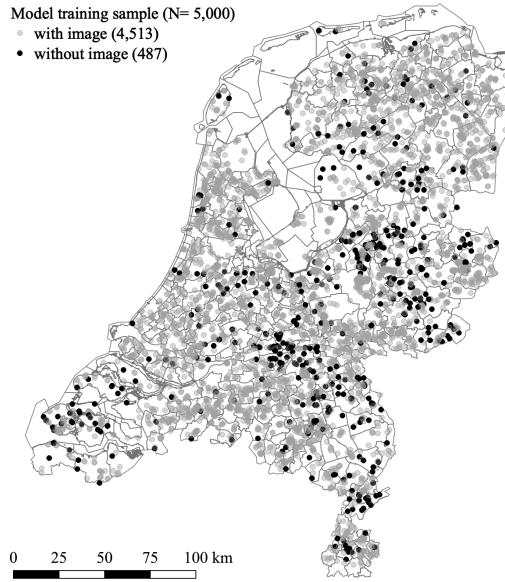 Model training sample (N= 5,000)
with image (4,513)
without image (487)
0 25 50 75 100 km